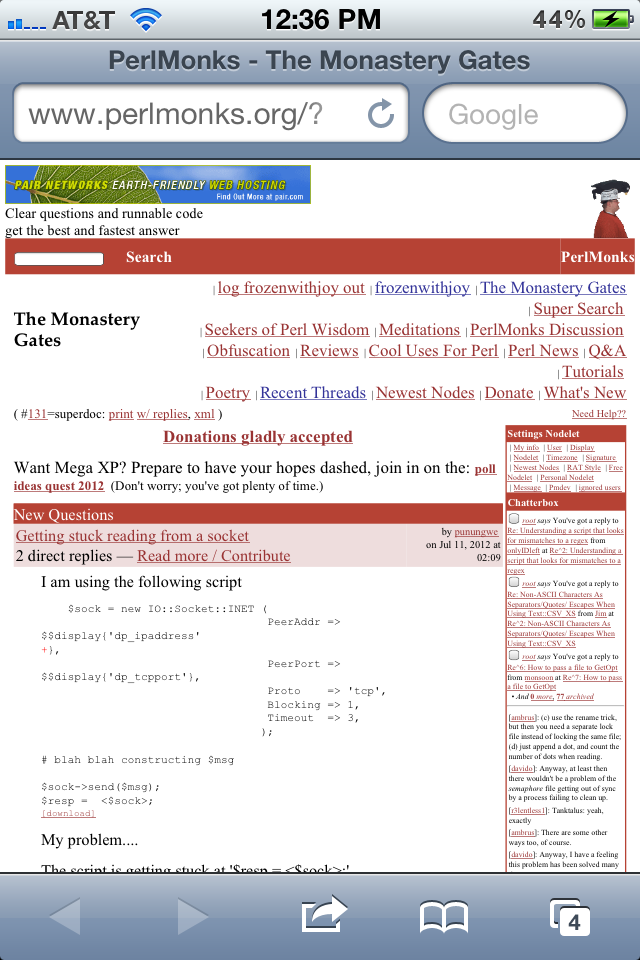 AT&T 12:36 PM 44%
PerlMonks - The Monastery Gates
www.perlmonks.org/?
Google
PAIR NETWORKS EARTH-FRIENDLY WEB HOSTING
Find Out More at pair.com
Clear questions and runnable code
get the best and fastest answer
Search
PerlMonks
The Monastery
Gates
| log frozenwithjoy out | frozenwithjoy | The Monastery Gates
| Super Search
| Seekers of Perl Wisdom | Meditations | PerlMonks Discussion
| Obfuscation | Reviews | Cool Uses For Perl | Perl News | Q&A
| Tutorials
| Poetry | Recent Threads | Newest Nodes | Donate | What's New
( #131=superdoc: print w/ replies, xml )
Need Help??
Donations gladly accepted
Want Mega XP? Prepare to have your hopes dashed, join in on the: poll
ideas quest 2012 (Don't worry; you've got plenty of time.)
New Questions
Getting stuck reading from a socket
2 direct replies — Read more / Contribute
by punungwe
on Jul 11, 2012 at
02:09
I am using the following script
$sock = new IO::Socket::INET (
PeerAddr =>
$$display{'dp_ipaddress'
+},
PeerPort =>
$$display{'dp_tcpport'},
Proto => 'tcp',
Blocking => 1,
Timeout => 3,
);
# blah blah constructing $msg
$sock->send($msg);
$resp = <$sock>;
[download]
My problem....
The script is getting stuck at '$resp = <$sock>;'
Settings Nodelet
| My info | User | Display
| Nodelet | Timezone | Signature
| Newest Nodes | RAT Style | Free
Nodelet | Personal Nodelet
| Message | Pmdev | ignored users
Chatterbox
root says You've got a reply to
Re: Understanding a script that looks
for mismatches to a regex from
onlyIDleft at Re^2: Understanding a
script that looks for mismatches to a
regex
root says You've got a reply to
Re: Non-ASCII Characters As
Separators/Quotes/ Escapes When
Using Text::CSV_XS from Jim at
Re^2: Non-ASCII Characters As
Separators/Quotes/ Escapes When
Using Text::CSV_XS
root says You've got a reply to
Re^6: How to pass a file to GetOpt
from monsoon at Re^7: How to pass
a file to GetOpt
• And 0 more, 77 archived
[ambrus]: (c) use the rename trick,
but then you need a separate lock
file instead of locking the same file;
(d) just append a dot, and count the
number of dots when reading.
[davido]: Anyway, at least then
there wouldn't be a problem of the
semaphore file getting out of sync
by a process failing to clean up.
[r3lentless1]: Tanktalus: yeah,
exactly
[ambrus]: There are some other
ways too, of course.
[davido]: Anyway, I have a feeling
this problem has been solved many
4